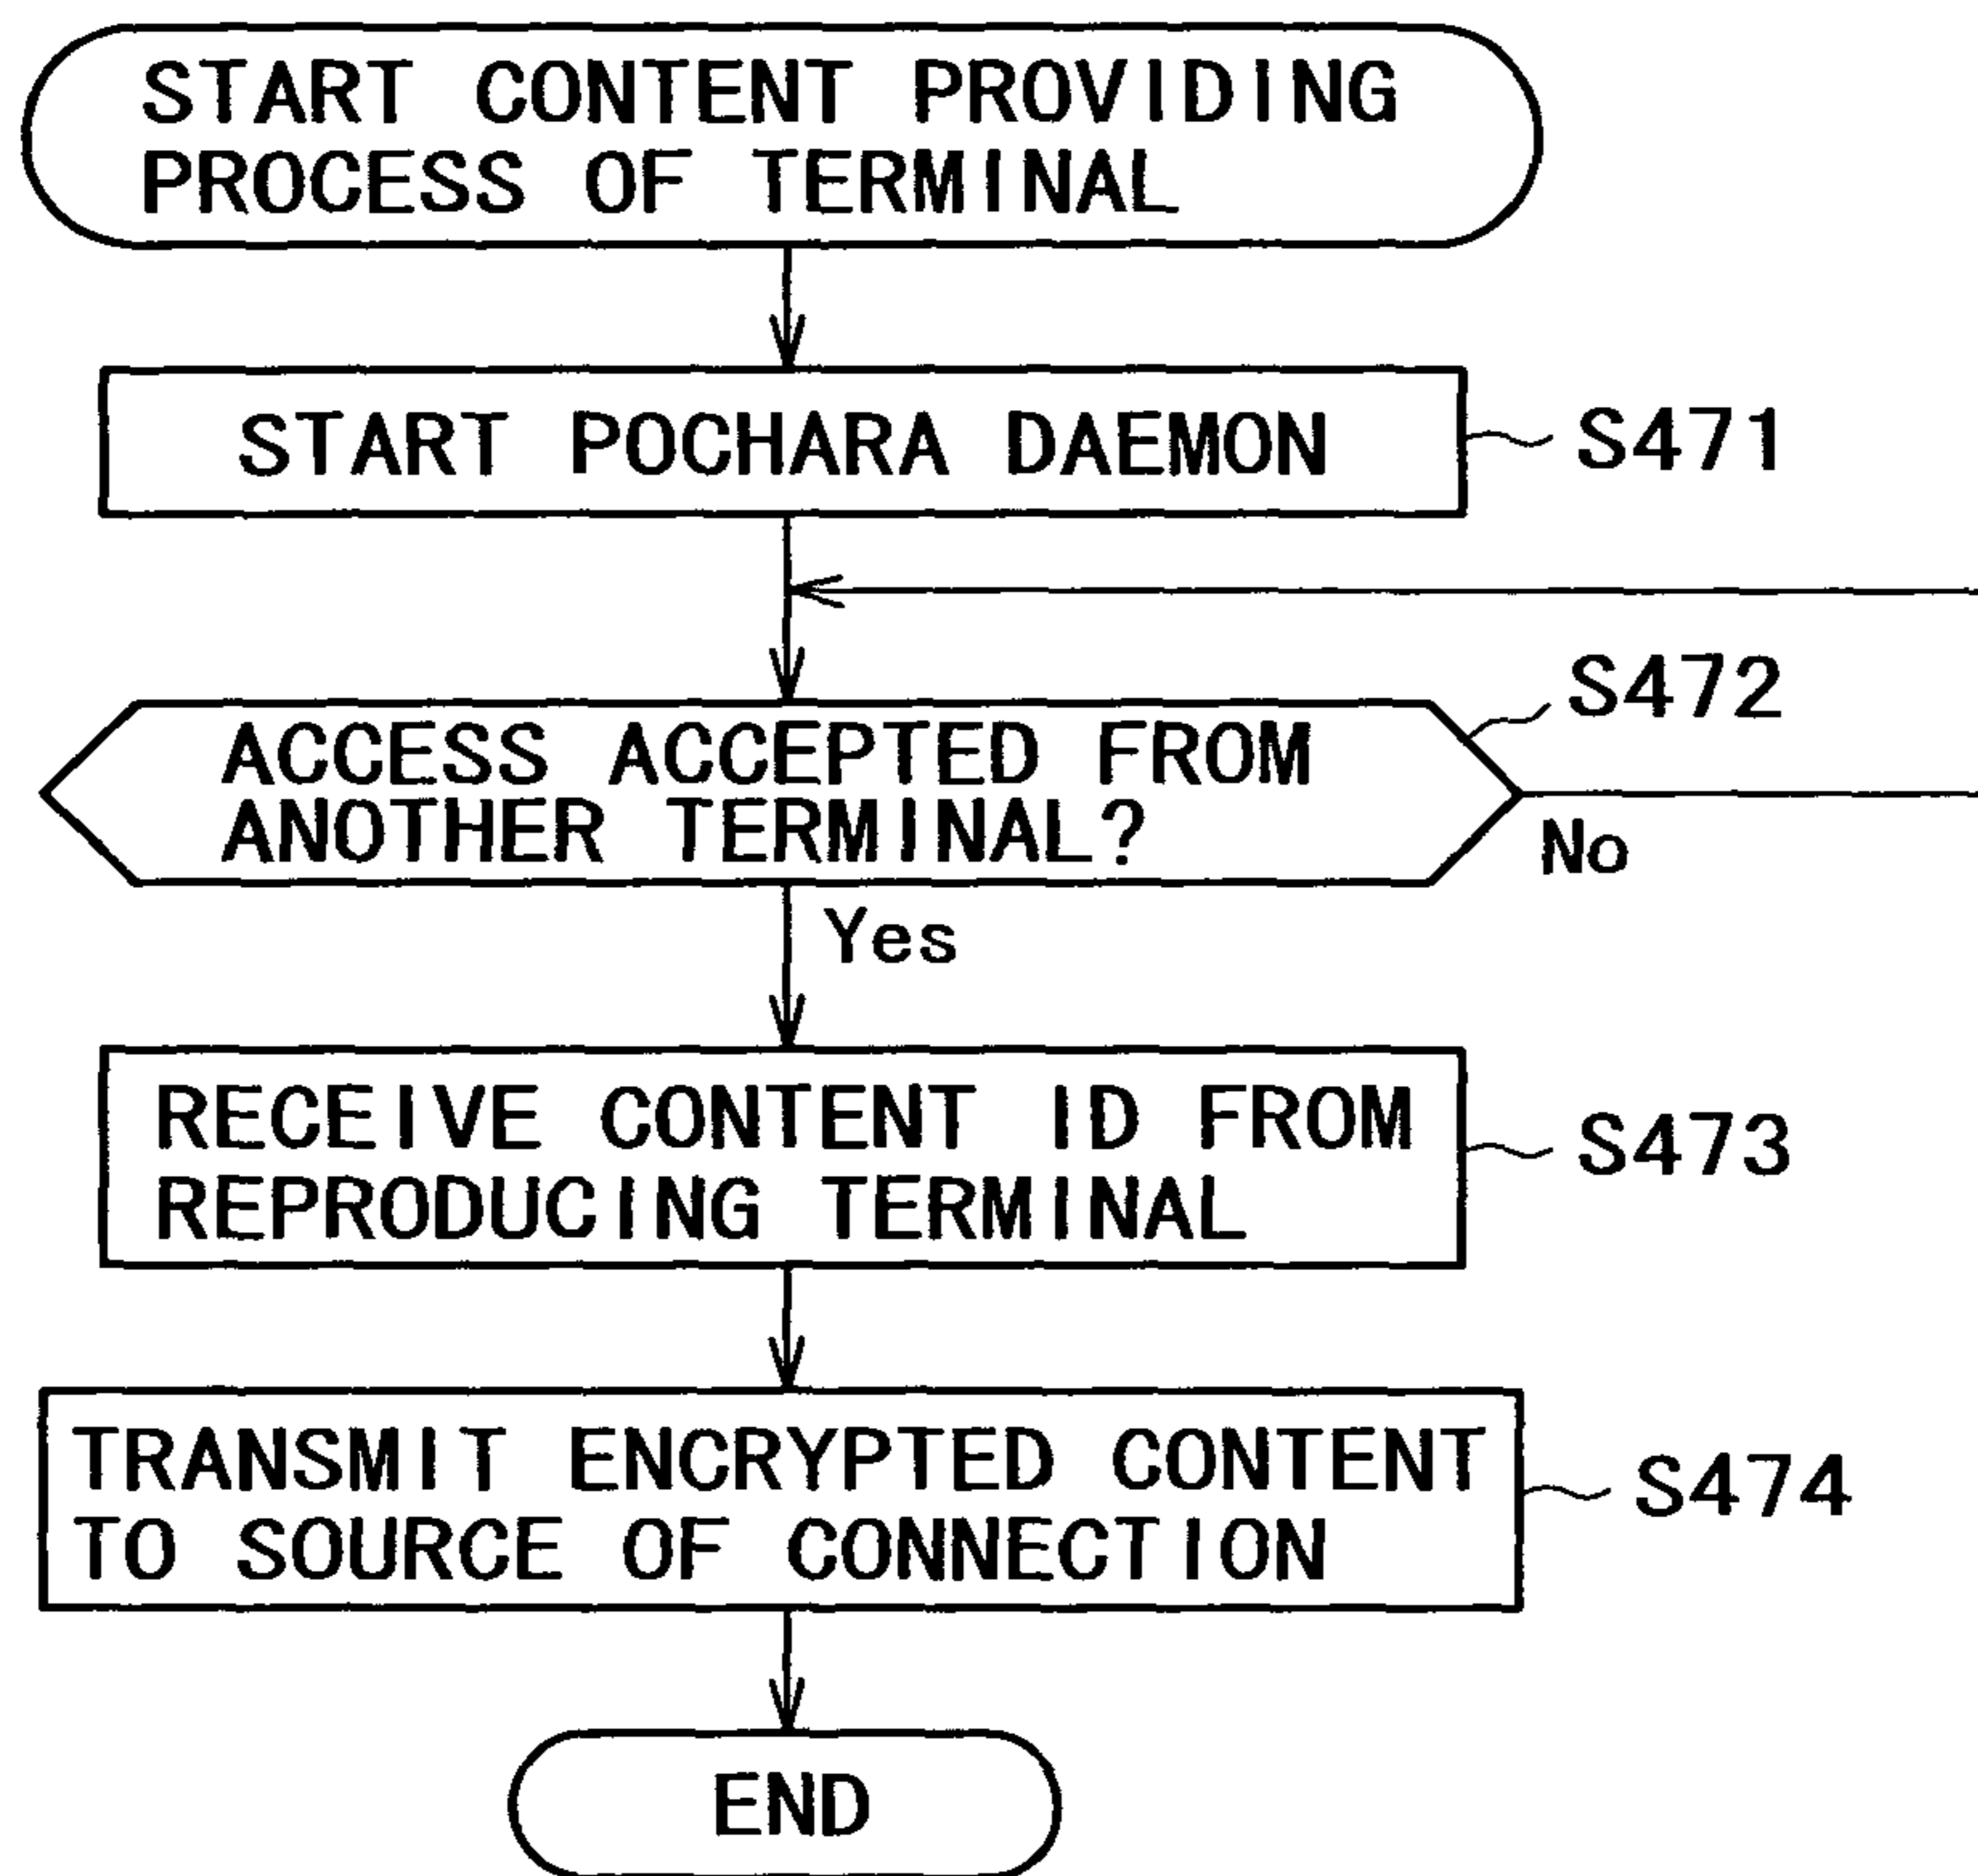 START CONTENT PROVIDING
PROCESS OF TERMINAL
START POCHARA DAEMON
S471
S472
ACCESS ACCEPTED FROM
ANOTHER TERMINAL?
No
Yes
RECEIVE CONTENT ID FROM
REPRODUCING TERMINAL
S473
TRANSMIT ENCRYPTED CONTENT
TO SOURCE OF CONNECTION
S474
END